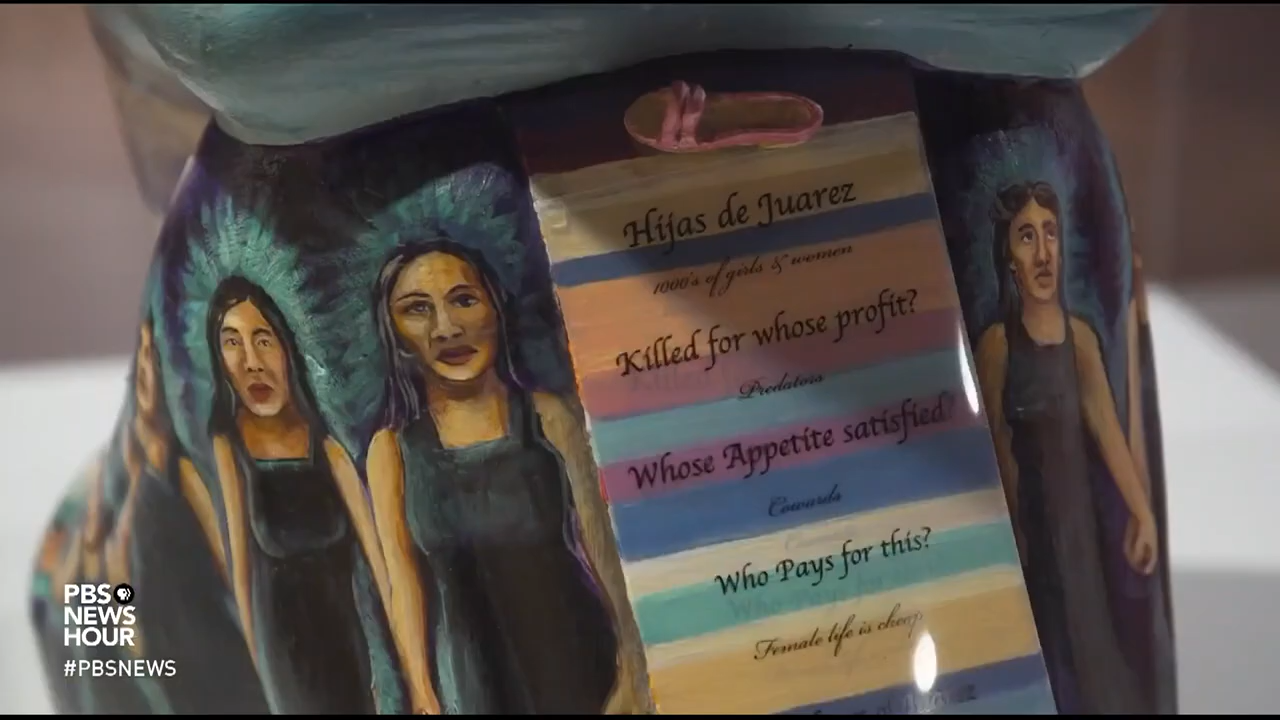 Hijas de Juarez
1000's of girls & women
Killed for whose profit?
Predators
Whose Appetite satisfied?
Cowards
Who Pays for this?
Female life is cheap
PBS
NEWS
HOUR
#PBSNEWS